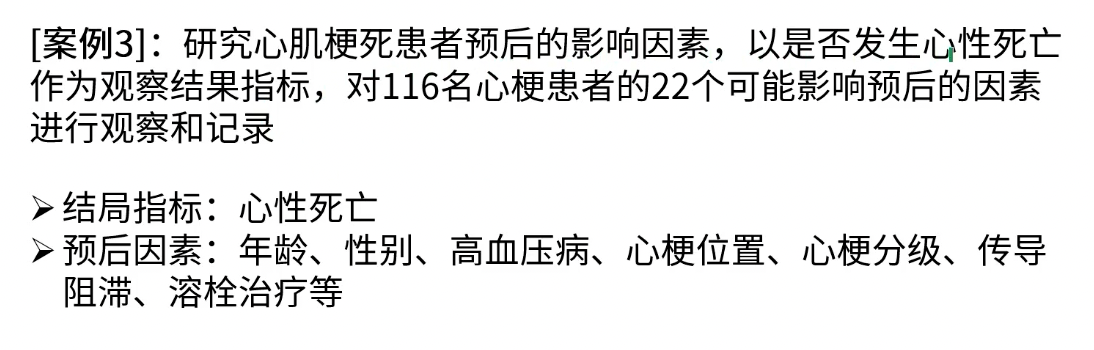 [案例3]：研究心肌梗死患者预后的影响因素，以是否发生心性死亡
作为观察结果指标，对116名心梗患者的22个可能影响预后的因素
进行观察和记录
➢ 结局指标：心性死亡
➢ 预后因素：年龄、性别、高血压病、心梗位置、心梗分级、传导
阻滞、溶栓治疗等